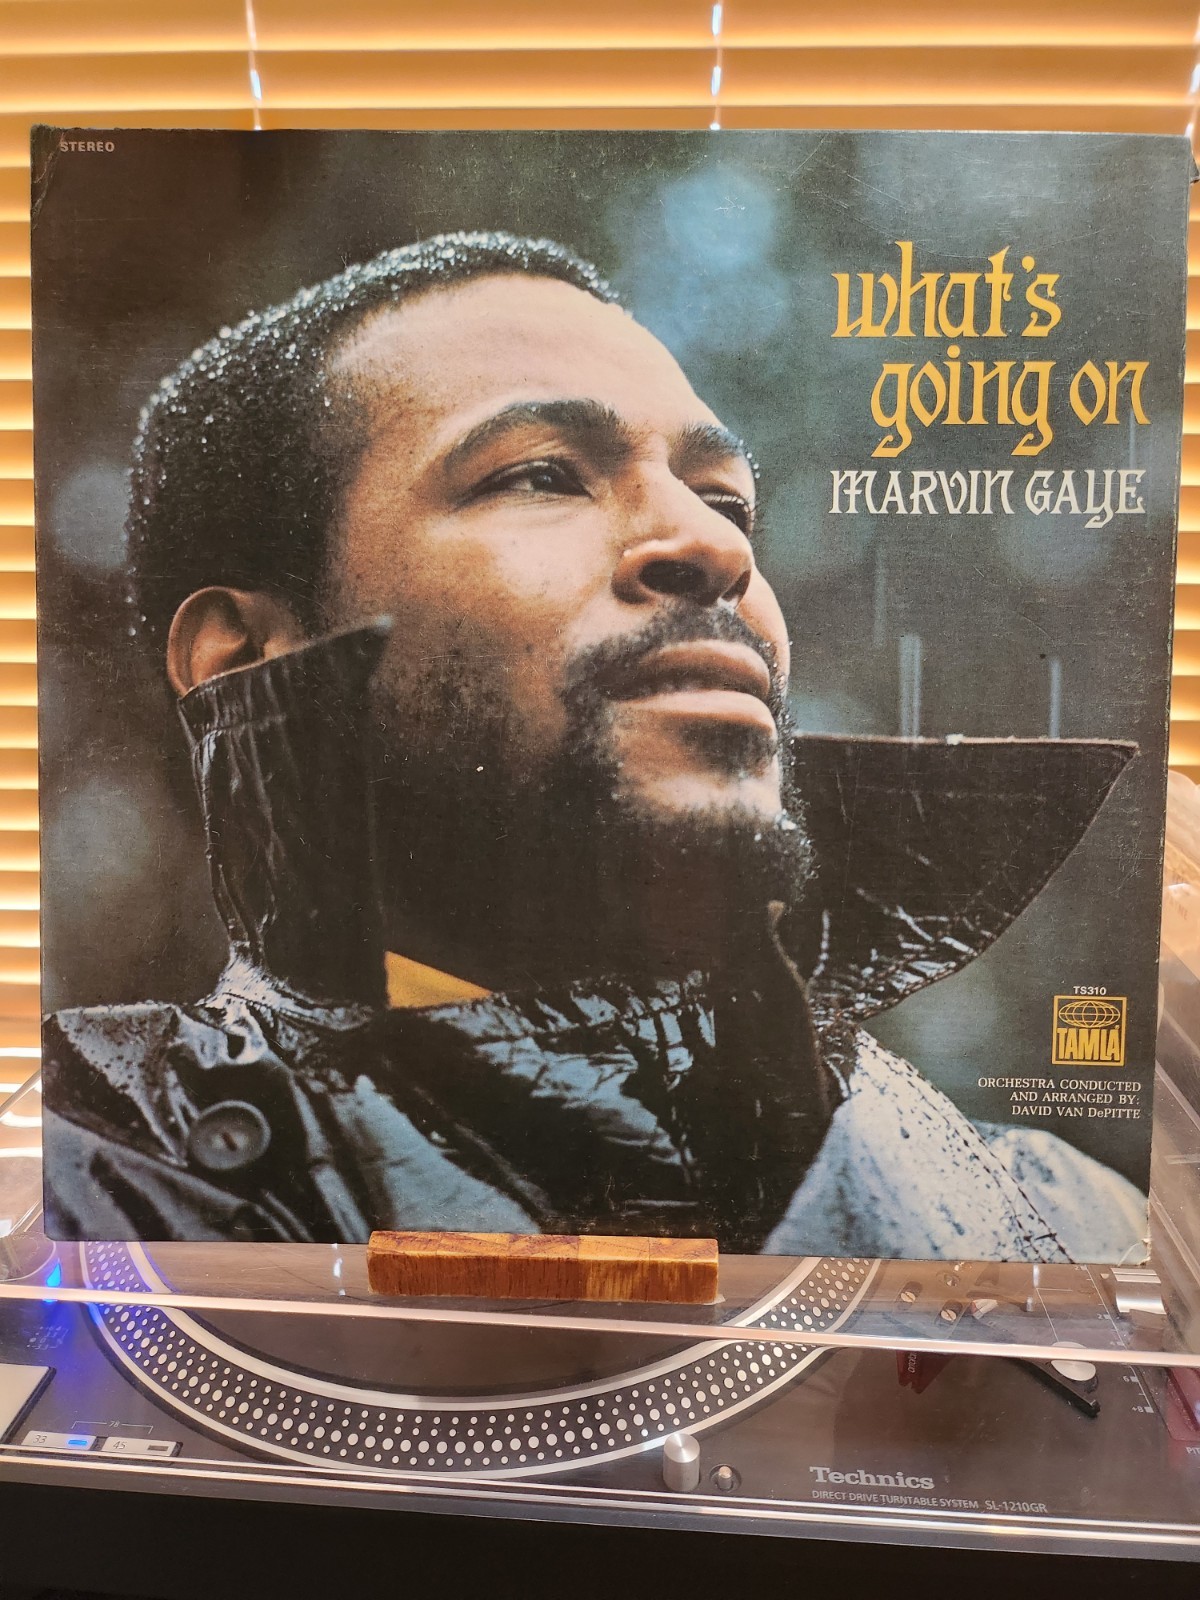 STEREO
what's
going on
MARVIN GAYE
TS310
TAMLA
ORCHESTRA CONDUCTED
AND ARRANGED BY:
DAVID VAN DePITTE
78
33
45
Technics
DIRECT DRIVE TURNTABLE SYSTEM SL-1210GR